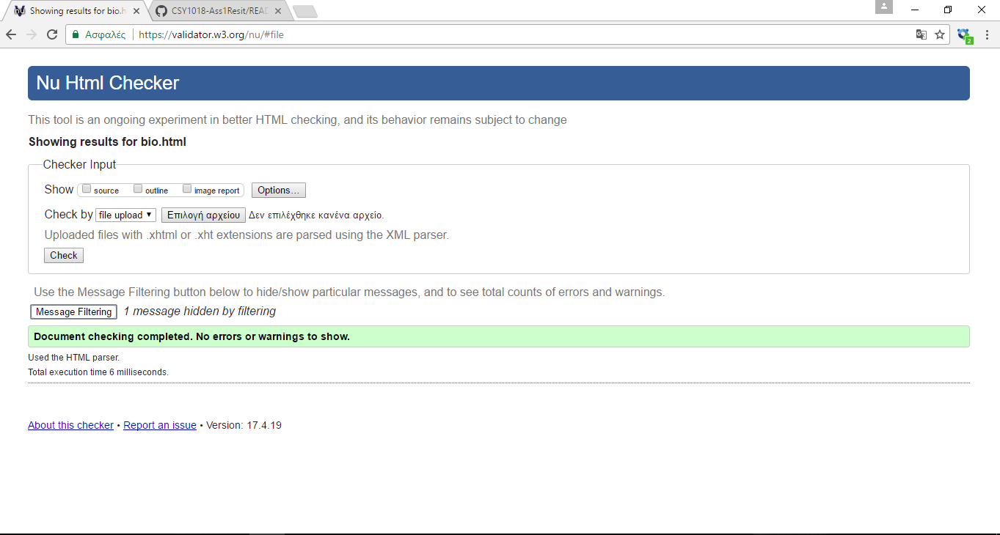 Showing results for bio.h
CSY1018-Ass1Resit/READ
Ασφαλές https://validator.w3.org/nu/#file
2
Nu Html Checker
This tool is an ongoing experiment in better HTML checking, and its behavior remains subject to change
Showing results for bio.html
Checker Input
Show source outline image report Options...
Check by file upload Επιλογή αρχείου Δεν επιλέχθηκε κανένα αρχείο.
Uploaded files with .xhtml or .xht extensions are parsed using the XML parser.
Check
Use the Message Filtering button below to hide/show particular messages, and to see total counts of errors and warnings.
Message Filtering 1 message hidden by filtering
Document checking completed. No errors or warnings to show.
Used the HTML parser.
Total execution time 6 milliseconds.
About this checker • Report an issue • Version: 17.4.19